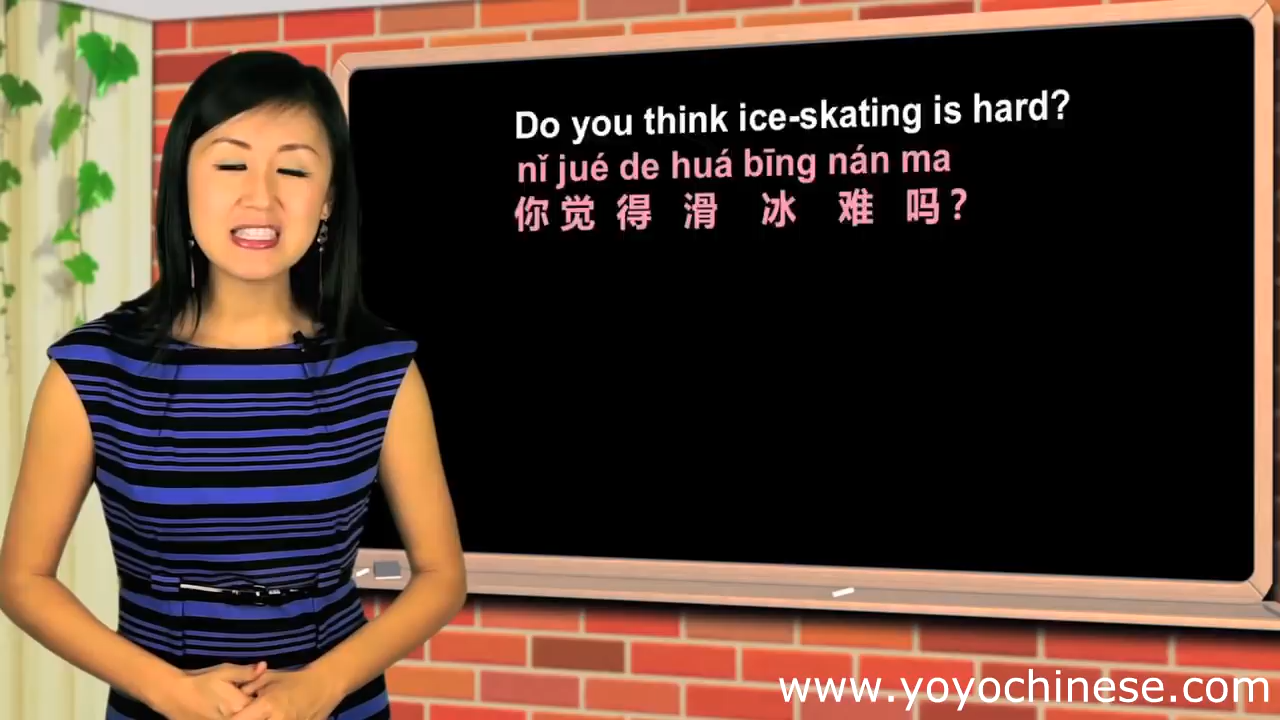 Do you think ice-skating is hard?
nǐ jué de huá bīng nán ma
你觉得滑冰难吗？
www.yoyochinese.com